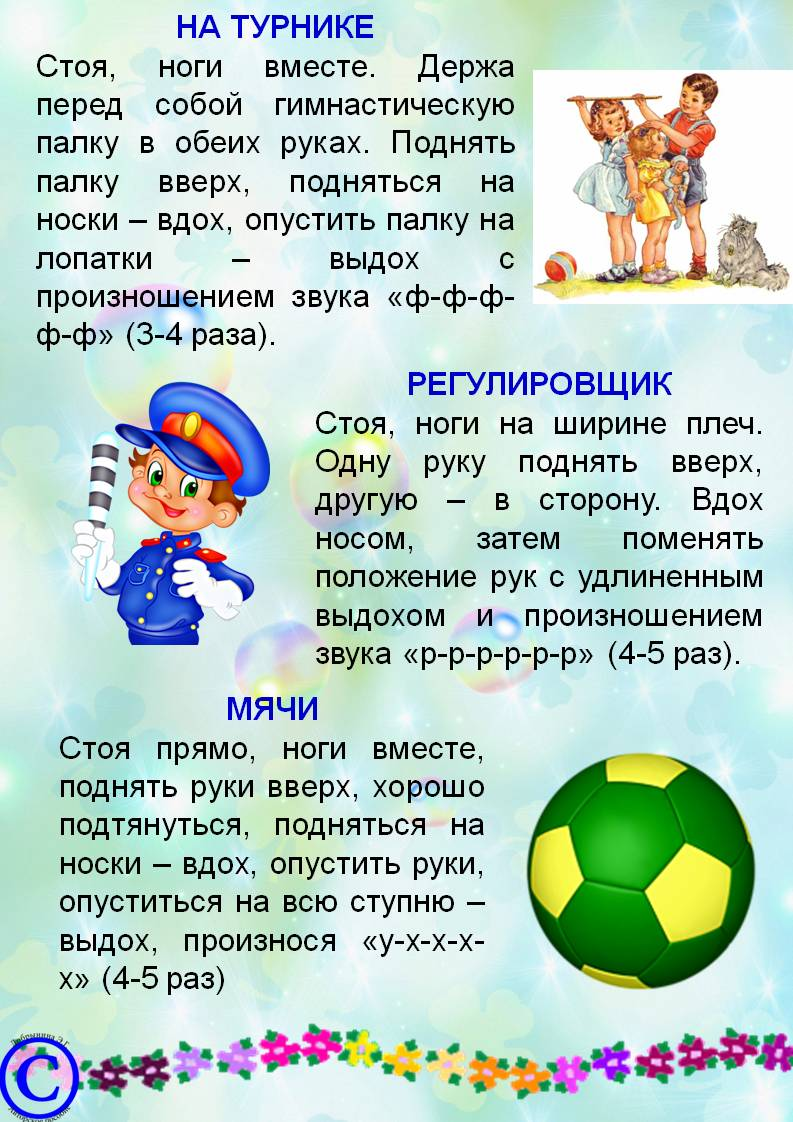 НА ТУРНИКЕ
Стоя, ноги вместе. Держа
перед собой гимнастическую
палку в обеих руках. Поднять
палку вверх, подняться на
носки – вдох, опустить палку на
лопатки – выдох с
произношением звука «ф-ф-ф-
ф-ф» (3-4 раза).
РЕГУЛИРОВЩИК
Стоя, ноги на ширине плеч.
Одну руку поднять вверх,
другую – в сторону. Вдох
носом, затем поменять
положение рук с удлиненным
выдохом и произношением
звука «р-р-р-р-р-р» (4-5 раз).
МЯЧИ
Стоя прямо, ноги вместе,
поднять руки вверх, хорошо
подтянуться, подняться на
носки – вдох, опустить руки,
опуститься на всю ступню –
выдох, произнося «у-х-х-х-
х» (4-5 раз)
Добрынина Э.Г.
©